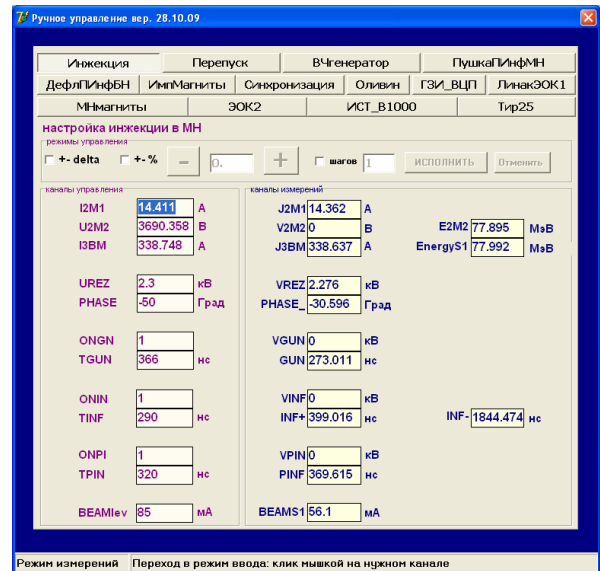 Ручное управление вер. 28.10.09
Инжекция Перепуск ВЧгенератор ПушкаПИнфМН
ДефлПИнфБН ИмпМагниты Синхронизация Оливин ГЗИ_ВЦП ЛинакЭОК1
МНмагниты ЭОК2 ИСТ_В1000 Тир25
настройка инжекции в МН
режимы управления
+- delta +- % - 0. + шагов 1 ИСПОЛНИТЬ Отменить
каналы управления каналы измерений
I2M1 14.411 А J2M1 14.362 А
U2M2 3690.358 В V2M2 0 В E2M2 77.895 МэВ
I3BM 338.748 А J3BM 338.637 А EnergyS1 77.992 МэВ
UREZ 2.3 кВ VREZ 2.276 кВ
PHASE -50 Град PHASE_ -30.596 Град
ONGN 1 VGUN 0 кВ
TGUN 366 нс GUN 273.011 нс
ONIN 1 VINF 0 кВ
TINF 290 нс INF+ 399.016 нс INF- 1844.474 нс
ONPI 1 VPIN 0 кВ
TPIN 320 нс PINF 369.615 нс
BEAMlev 85 мА BEAMS1 56.1 мА
Режим измерений Переход в режим ввода: клик мышкой на нужном канале